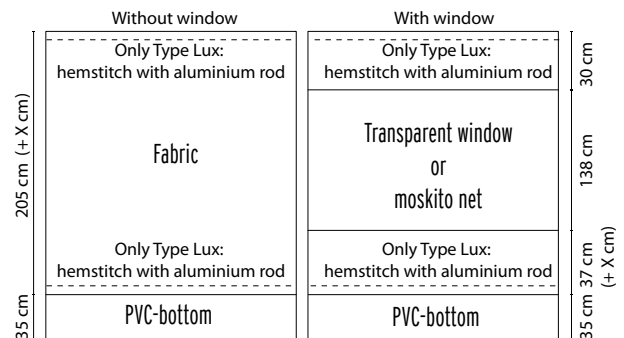 Without window
With window
Only Type Lux:
hemstitch with aluminium rod
Only Type Lux:
hemstitch with aluminium rod
30 cm
205 cm (+ X cm)
Fabric
Transparent window
or
moskito net
138 cm
Only Type Lux:
hemstitch with aluminium rod
Only Type Lux:
hemstitch with aluminium rod
37 cm
(+ X cm)
35 cm
PVC-bottom
PVC-bottom
35 cm